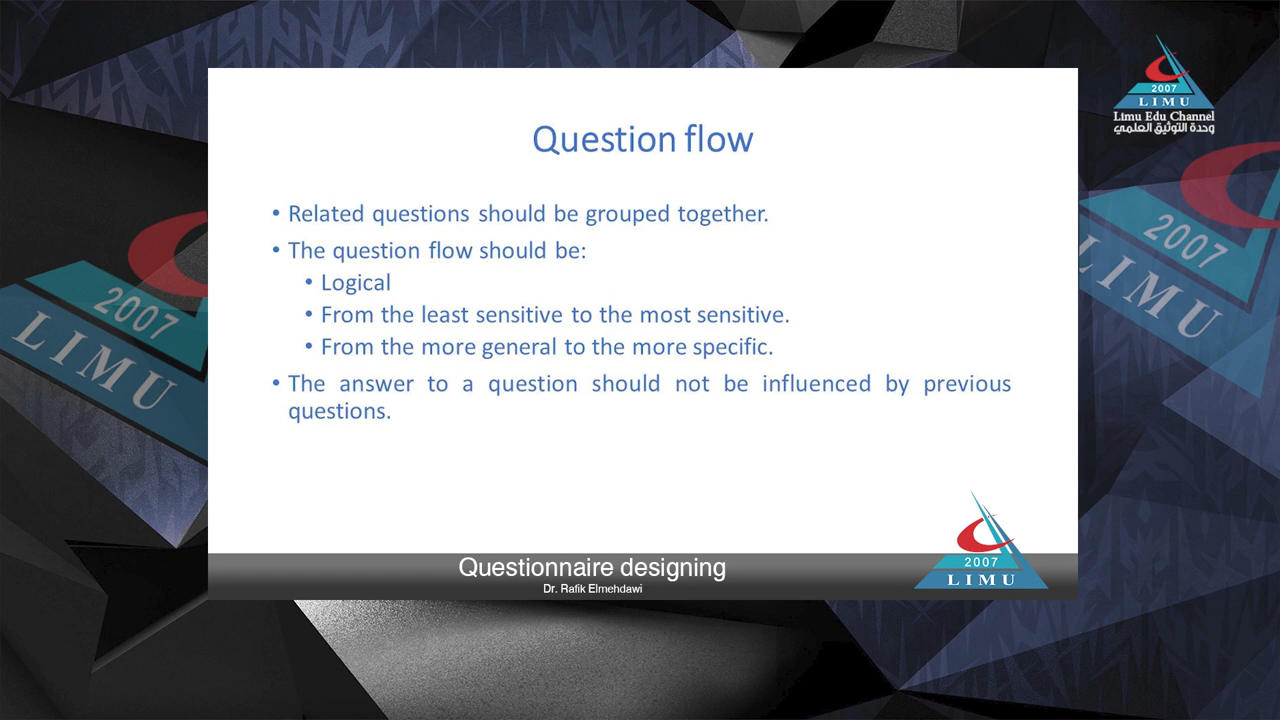 2007
LIMU
Limu Edu Channel
وحدة التوثيق العلمي
Question flow
• Related questions should be grouped together.
• The question flow should be:
• Logical
• From the least sensitive to the most sensitive.
• From the more general to the more specific.
• The answer to a question should not be influenced by previous
questions.
2007
LIMU
2007
LIMU
2007
LIMU
Questionnaire designing
Dr. Rafik Elmehdawi